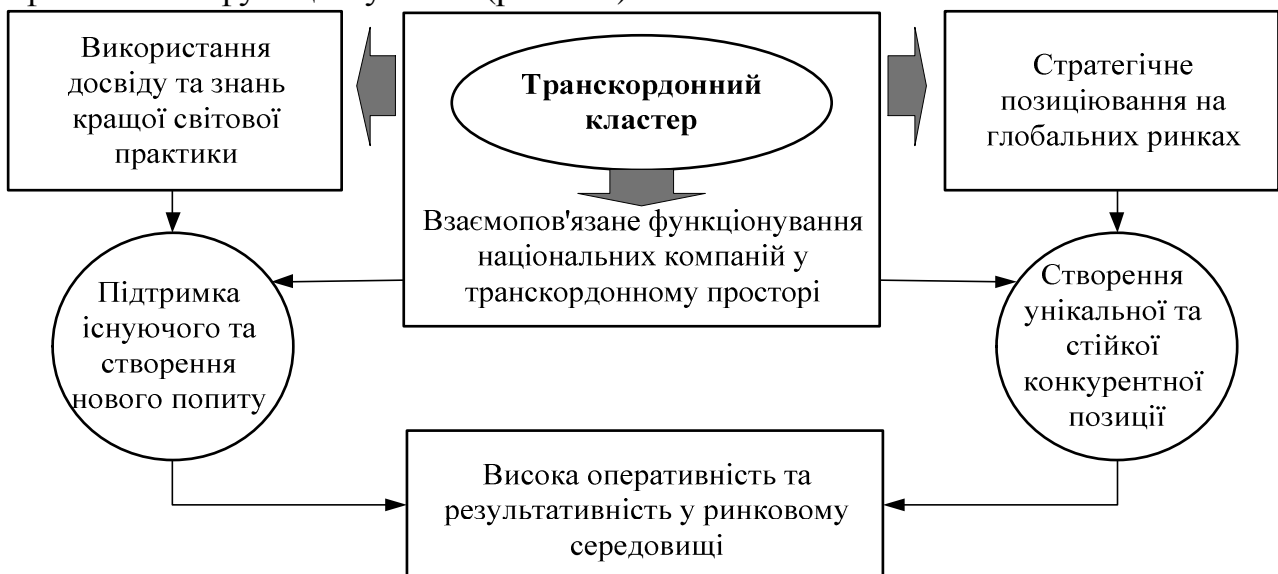 Використання
досвіду та знань
кращої світової
практики
Транскордонний
кластер
Взаємопов'язане функціонування
національних компаній у
транскордонному просторі
Стратегічне
позиціювання на
глобальних ринках
Підтримка
існуючого та
створення
нового попиту
Створення
унікальної та
стійкої
конкурентної
позиції
Висока оперативність та
результативність у ринковому
середовищі